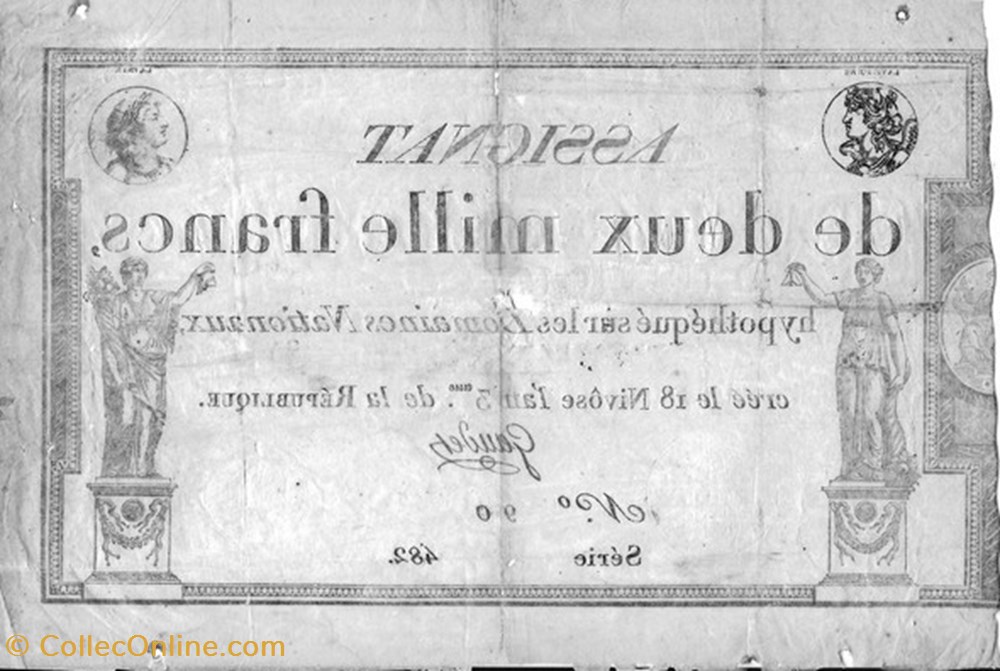 ASSIGNAT
de deux mille francs,
hypothéqué sur les Domaines Nationaux,
créé le 18 Nivôse l'an 3.eme de la RÉPUBLIQUE.
N.º 90
Série 482.
© CollecOnline.com